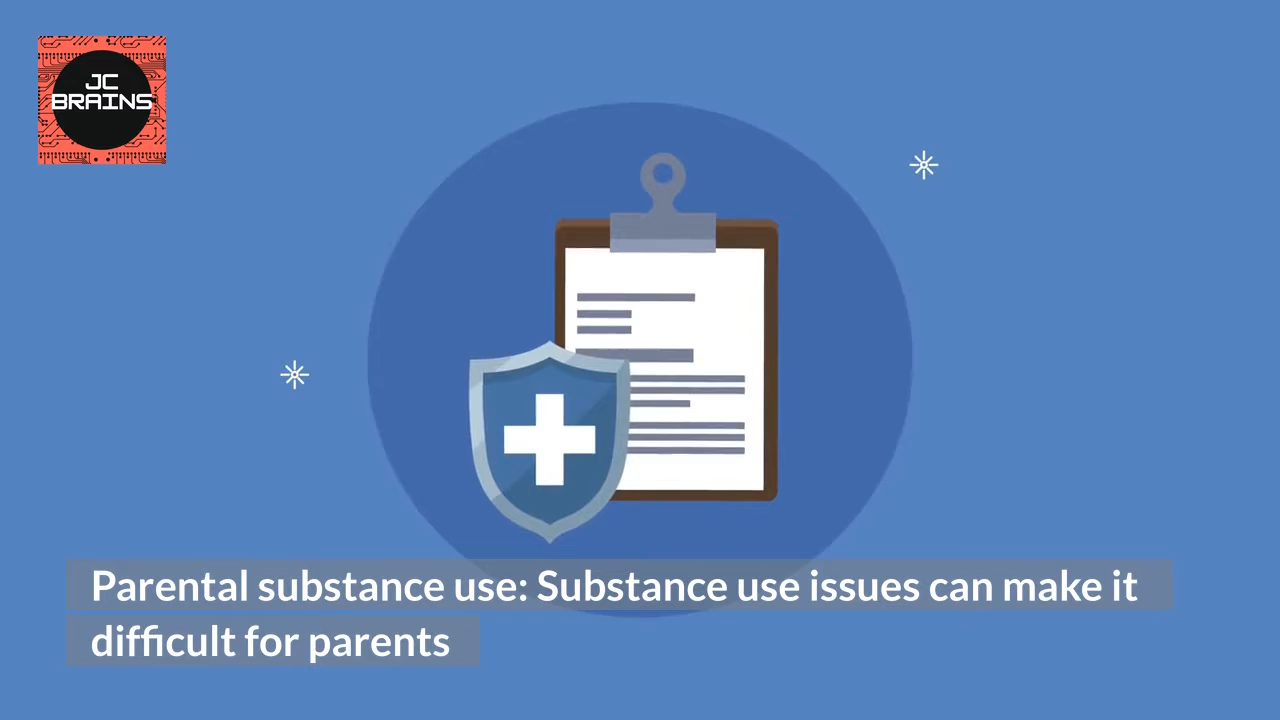 JC
BRAINS
Parental substance use: Substance use issues can make it
difficult for parents